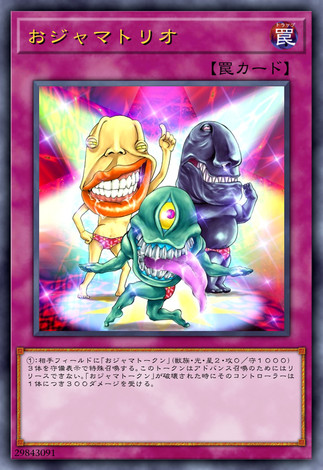 おジャマトリオ
トラップ
罠
【罠カード】
①:相手フィールドに「おジャマトークン」(獣族・光・星2・攻0/守1000)
3体を守備表示で特殊召喚する。このトークンはアドバンス召喚のためにはリ
リースできない。「おジャマトークン」が破壊された時にそのコントローラーは
1体につき300ダメージを受ける。
29843091